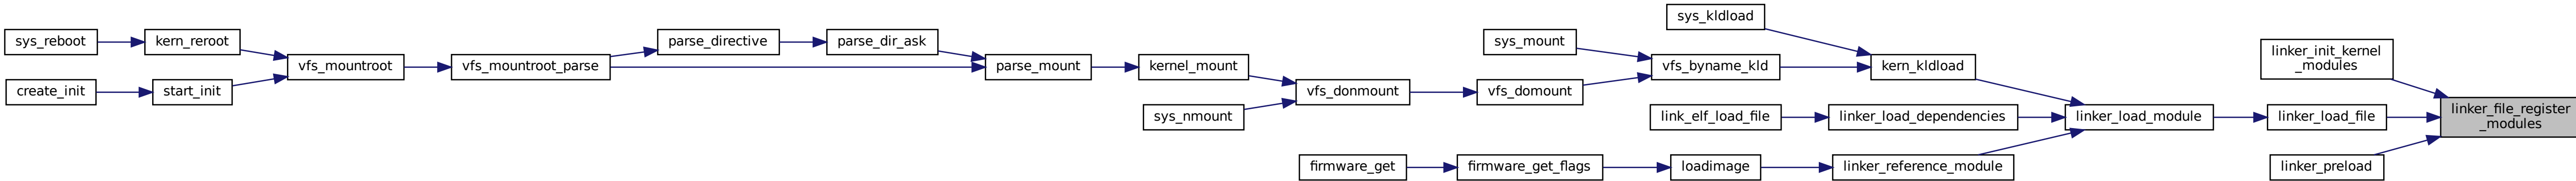 sys_kldload
sys_reboot
kern_reroot
parse_directive
parse_dir_ask
sys_mount
linker_init_kernel
_modules
vfs_mountroot
vfs_mountroot_parse
parse_mount
kernel_mount
vfs_byname_kld
kern_kldload
create_init
start_init
vfs_donmount
vfs_domount
linker_file_register
_modules
sys_nmount
link_elf_load_file
linker_load_dependencies
linker_load_module
linker_load_file
firmware_get
firmware_get_flags
loadimage
linker_reference_module
linker_preload